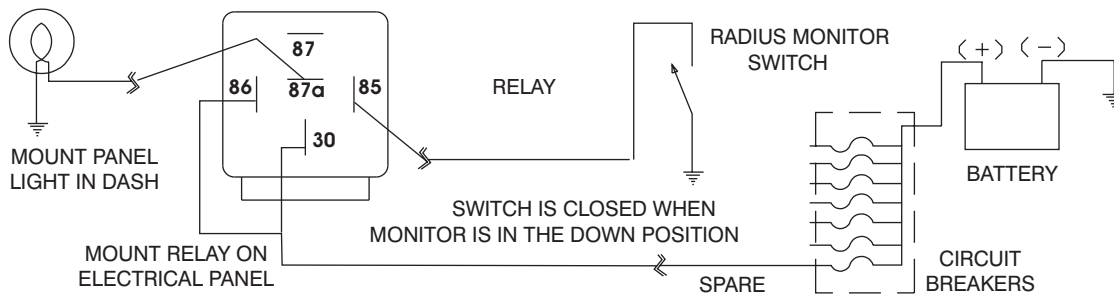 87
87a
86
85
30
MOUNT PANEL
LIGHT IN DASH
MOUNT RELAY ON
ELECTRICAL PANEL
RELAY
RADIUS MONITOR
SWITCH
SWITCH IS CLOSED WHEN
MONITOR IS IN THE DOWN POSITION
SPARE
(+) (-)
BATTERY
CIRCUIT
BREAKERS